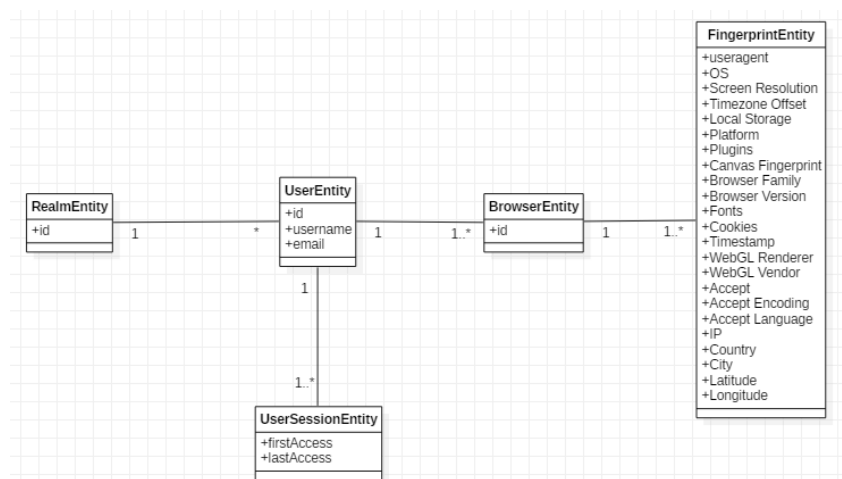 FingerprintEntity
+useragent
+OS
+Screen Resolution
+Timezone Offset
+Local Storage
+Platform
+Plugins
+Canvas Fingerprint
+Browser Family
+Browser Version
+Fonts
+Cookies
+Timestamp
+WebGL Renderer
+WebGL Vendor
+Accept
+Accept Encoding
+Accept Language
+IP
+Country
+City
+Latitude
+Longitude
RealmEntity
+id
1
*
UserEntity
+id
+username
+email
1
1..*
BrowserEntity
+id
1
1..*
1
1..*
UserSessionEntity
+firstAccess
+lastAccess